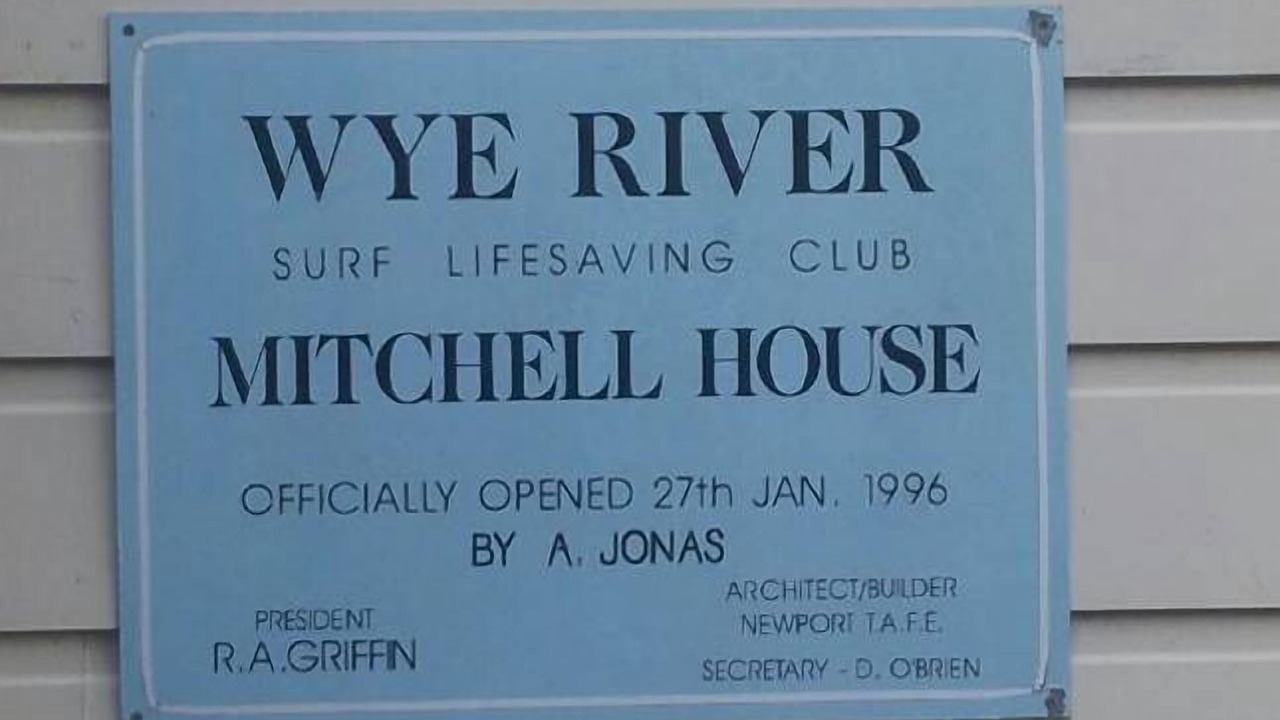 WYE RIVER
SURF LIFESAVING CLUB
MITCHELL HOUSE
OFFICIALLY OPENED 27th JAN. 1996
BY A. JONAS
PRESIDENT
R.A.GRIFFIN
ARCHITECT/BUILDER
NEWPORT T.A.F.E.
SECRETARY - D. O'BRIEN